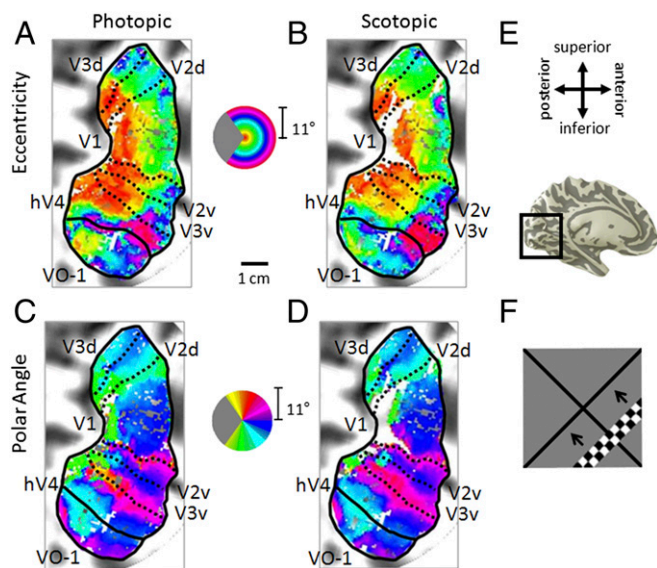 Photopic
Scotopic
A
B
E
Eccentricity
V3d
V2d
V1
hV4
V2v
V3v
VO-1
11°
1 cm
V3d
V2d
V1
hV4
V2v
V3v
VO-1
superior
posterior
anterior
inferior
C
D
F
Polar Angle
V3d
V2d
V1
hV4
V2v
V3v
VO-1
11°
V3d
V2d
V1
hV4
V2v
V3v
VO-1